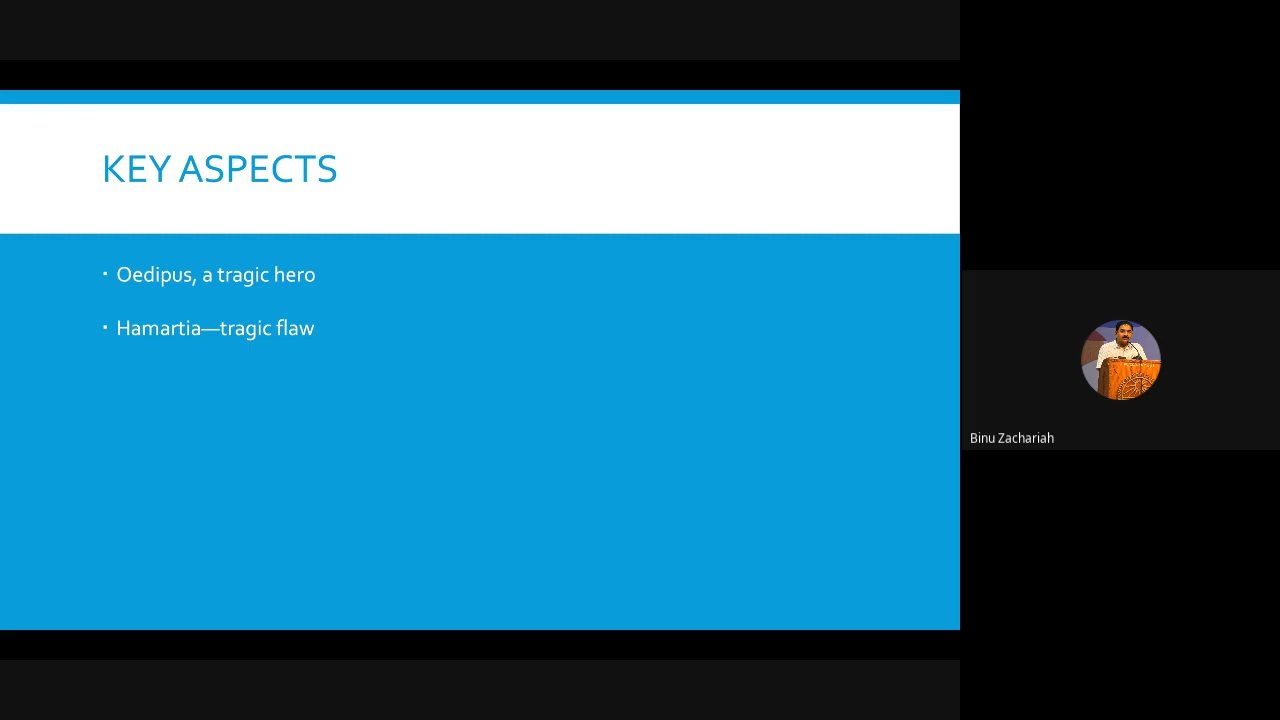 KEY ASPECTS
▪ Oedipus, a tragic hero
▪ Hamartia—tragic flaw
Binu Zachariah